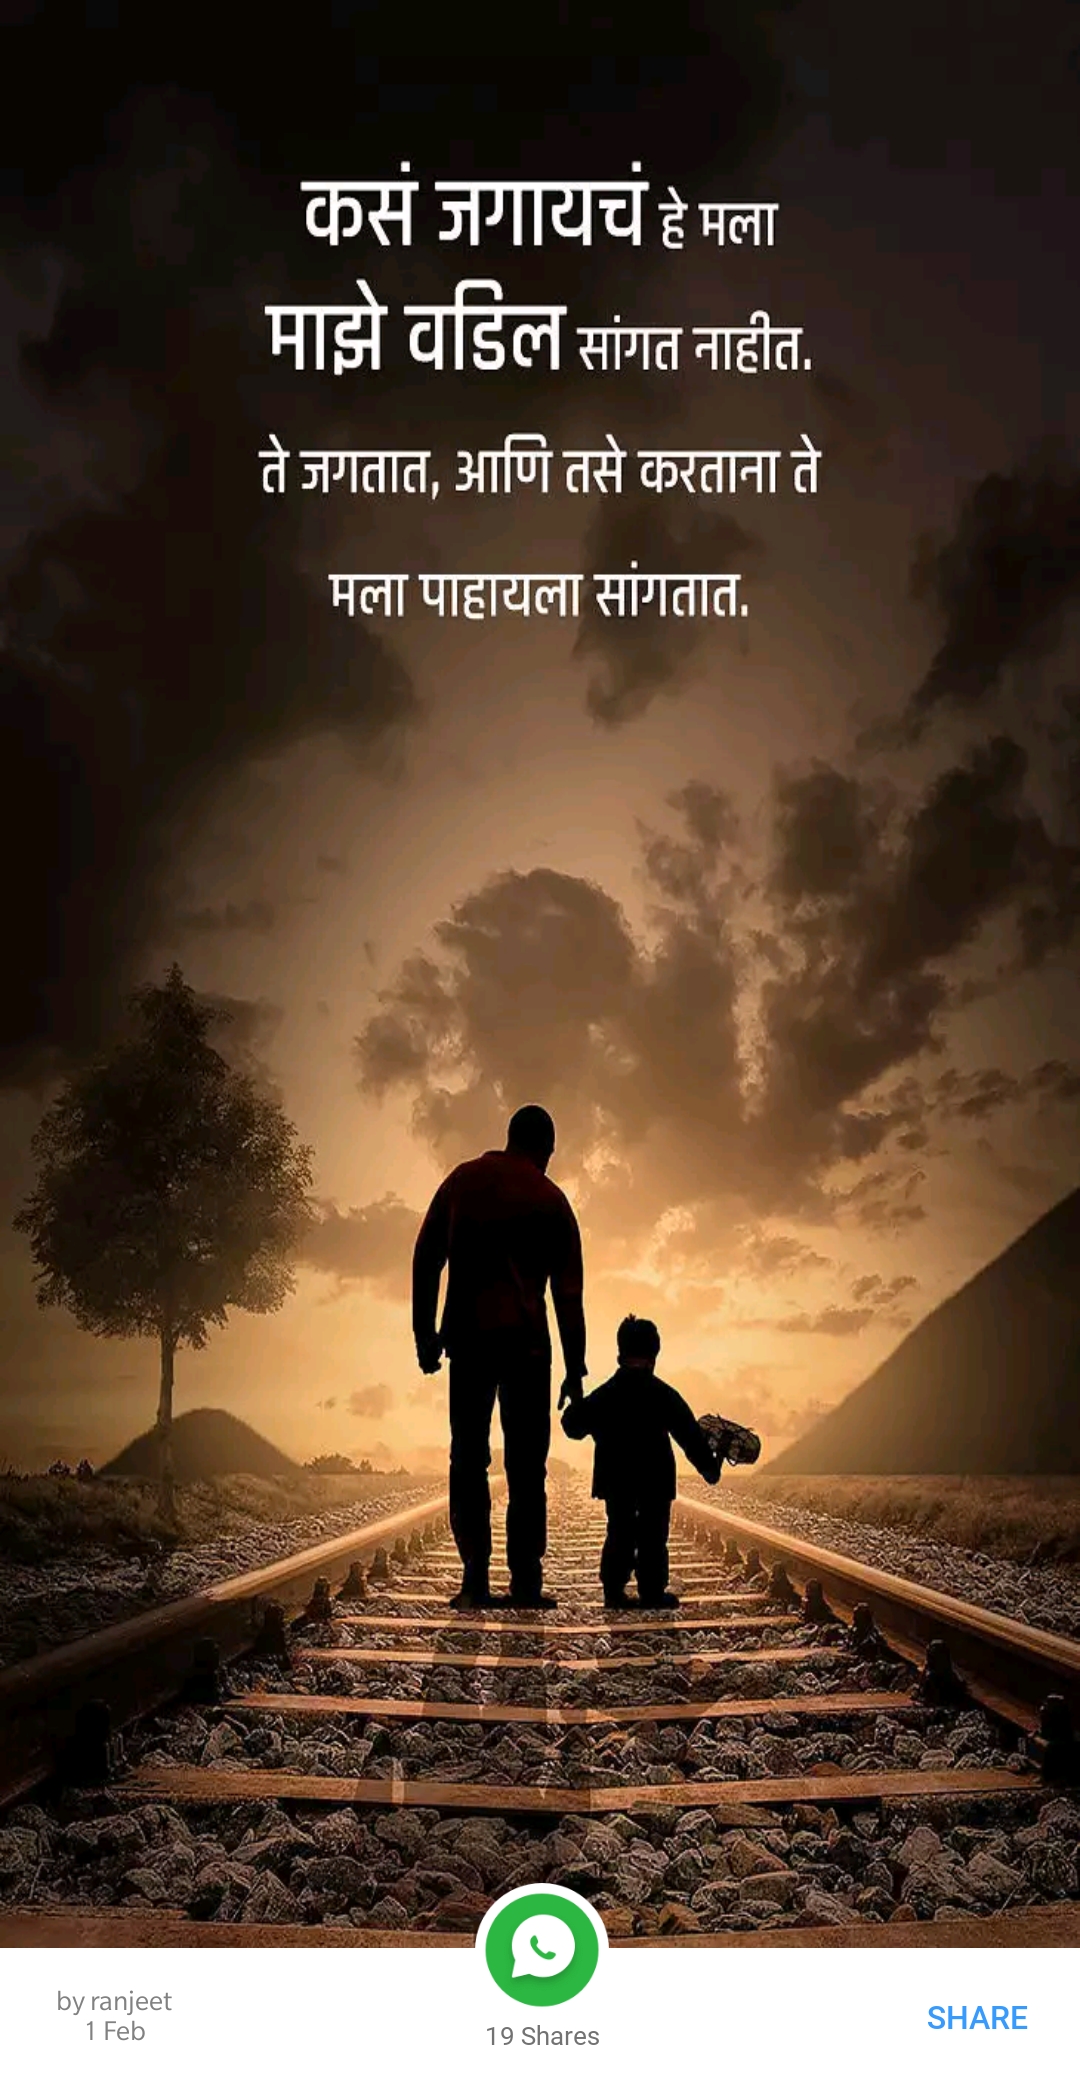 कसं जगायचं हे मला
माझे वडिल सांगत नाहीत.
ते जगतात, आणि तसे करताना ते
मला पाहायला सांगतात.
by ranjeet
1 Feb
19 Shares
SHARE